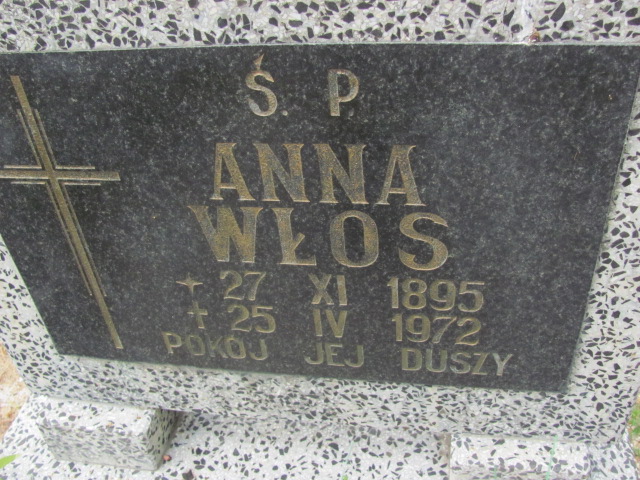 Ś. P
ANNA
WŁOS
* 27 XI 1895
+ 25 IV 1972
POKÓJ JEJ DUSZY